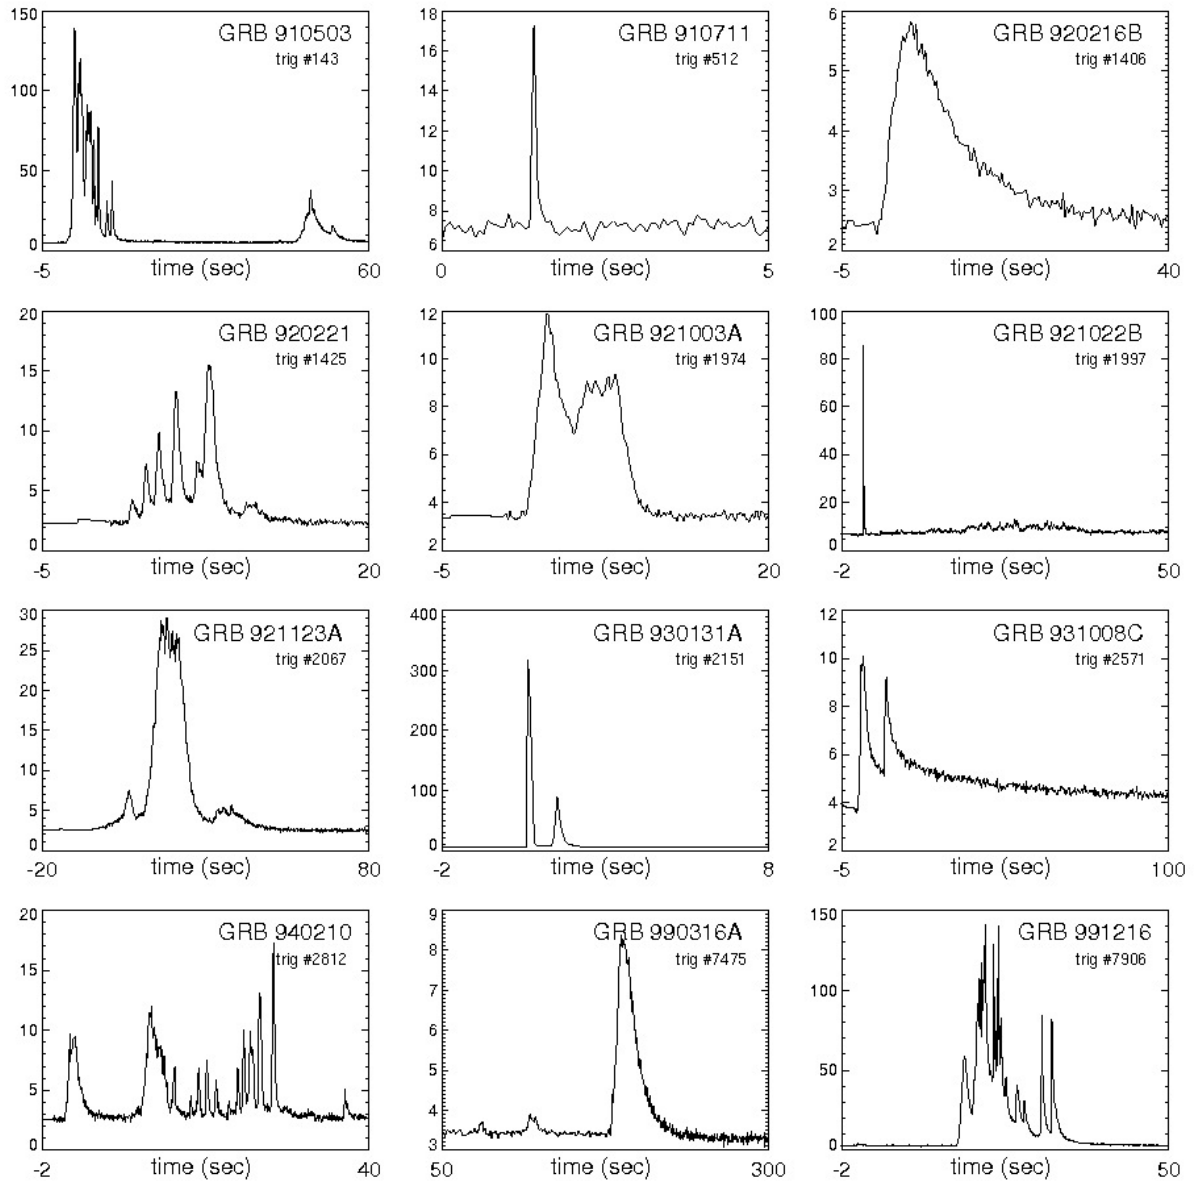 150
GRB 910503
trig #143
100
50
0
-5
time (sec)
60
18
GRB 910711
trig #512
16
14
12
10
8
6
0
time (sec)
5
6
GRB 920216B
trig #1406
5
4
3
2
-5
time (sec)
40
20
GRB 920221
trig #1425
15
10
5
0
-5
time (sec)
20
12
GRB 921003A
trig #1974
10
8
6
4
2
-5
time (sec)
20
100
GRB 921022B
trig #1997
80
60
40
20
0
-2
time (sec)
50
30
GRB 921123A
trig #2067
25
20
15
10
5
0
-20
time (sec)
80
400
GRB 930131A
trig #2151
300
200
100
0
-2
time (sec)
8
12
GRB 931008C
trig #2571
10
8
6
4
2
-5
time (sec)
100
20
GRB 940210
trig #2812
15
10
5
0
-2
time (sec)
40
9
GRB 990316A
trig #7475
8
7
6
5
4
3
50
time (sec)
300
150
GRB 991216
trig #7906
100
50
0
-2
time (sec)
50